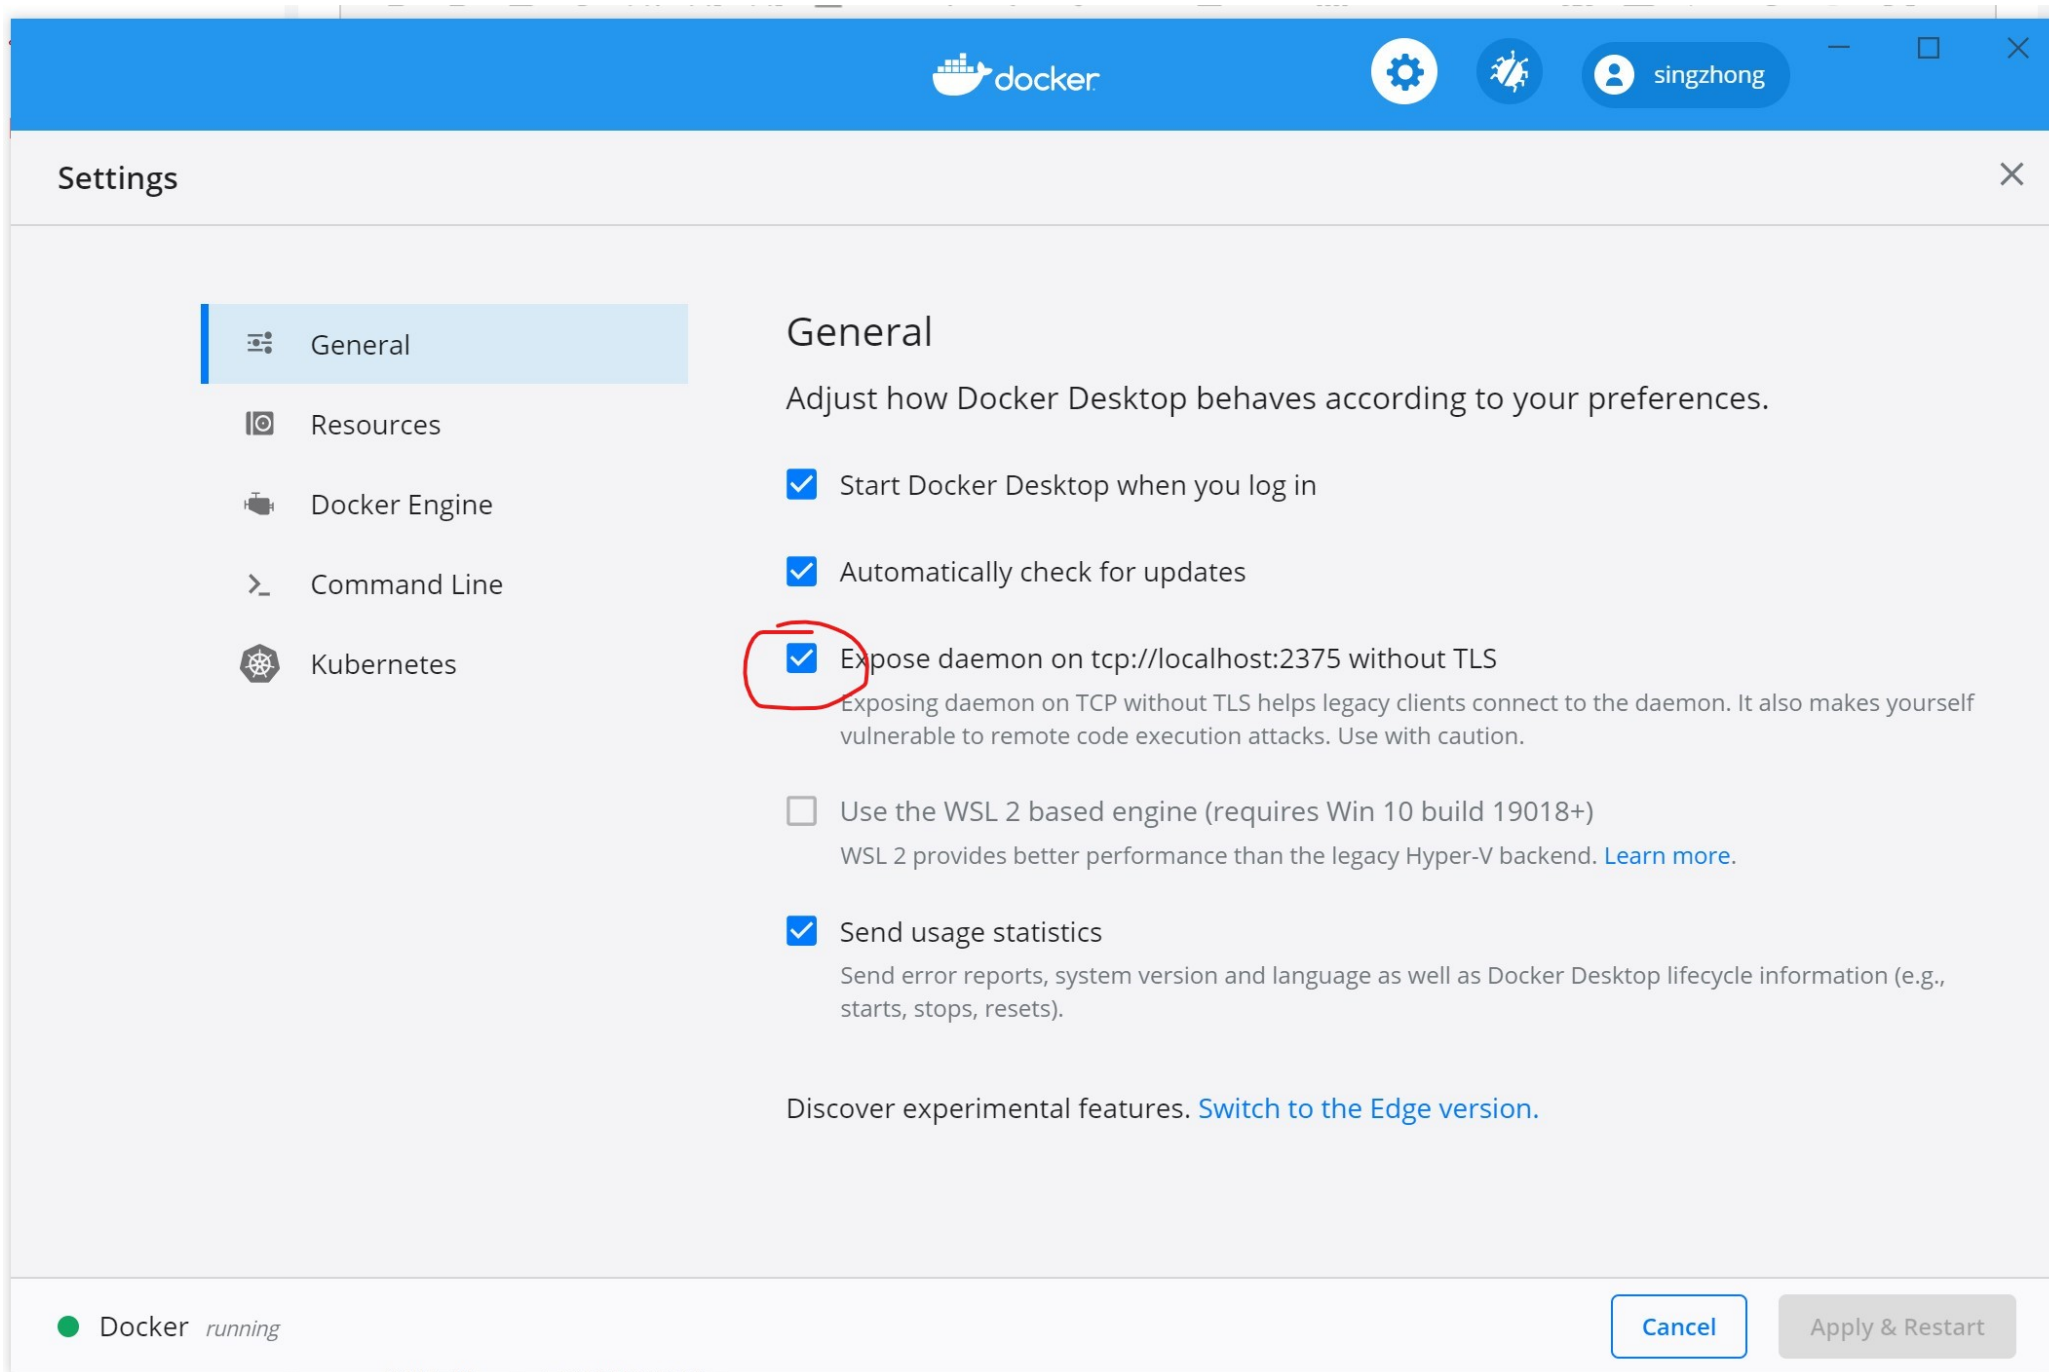 docker
singzhong
Settings
General
Resources
Docker Engine
Command Line
Kubernetes
General
Adjust how Docker Desktop behaves according to your preferences.
Start Docker Desktop when you log in
Automatically check for updates
Expose daemon on tcp://localhost:2375 without TLS
Exposing daemon on TCP without TLS helps legacy clients connect to the daemon. It also makes yourself
vulnerable to remote code execution attacks. Use with caution.
Use the WSL 2 based engine (requires Win 10 build 19018+)
WSL 2 provides better performance than the legacy Hyper-V backend. Learn more.
Send usage statistics
Send error reports, system version and language as well as Docker Desktop lifecycle information (e.g.,
starts, stops, resets).
Discover experimental features. Switch to the Edge version.
Docker running
Cancel
Apply & Restart